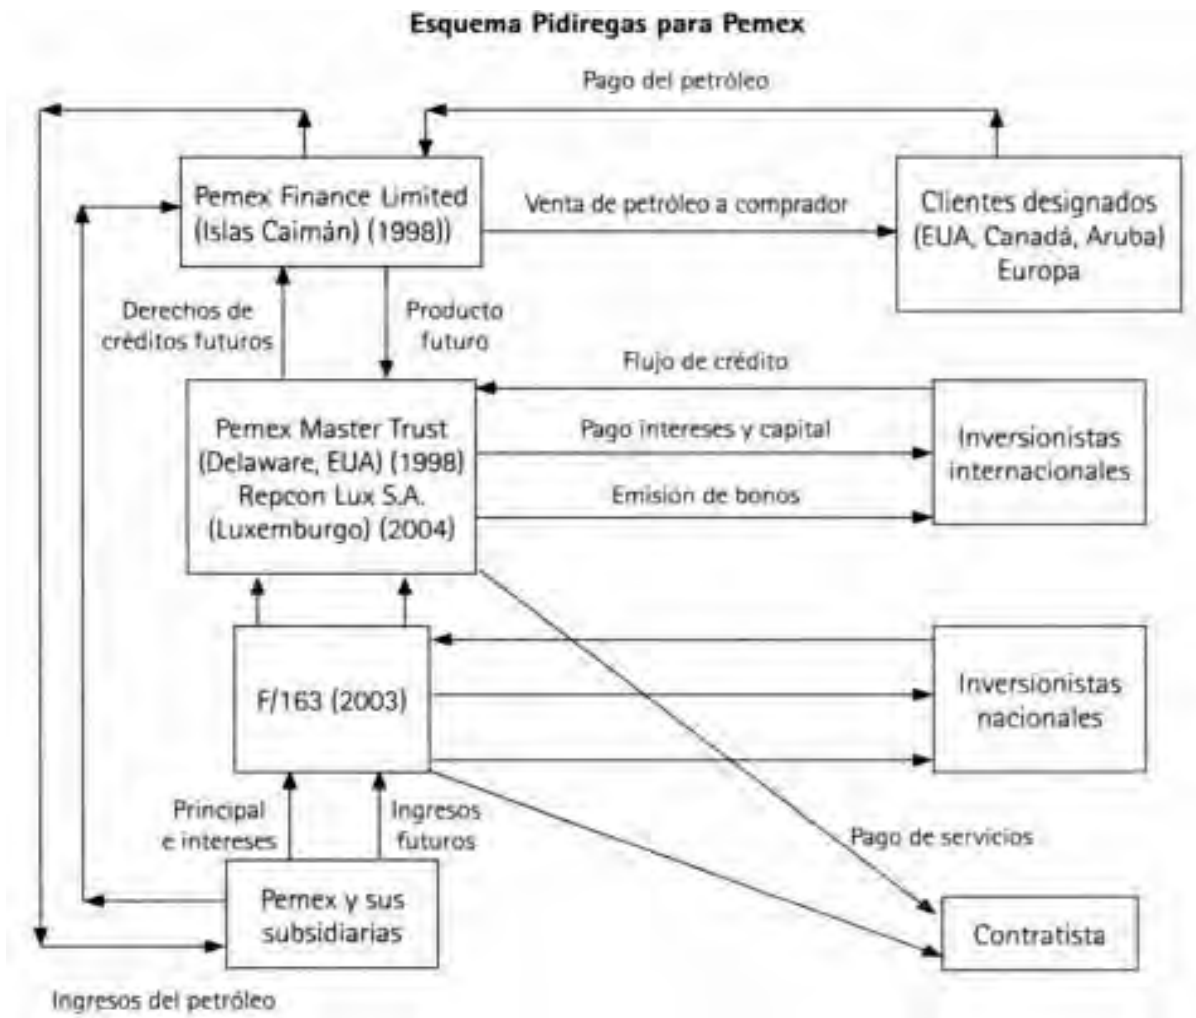 Esquema Pidiregas para Pemex
Pago del petróleo
Pemex Finance Limited
(Islas Caimán) (1998))
Venta de petróleo a comprador
Clientes designados
(EUA, Canadá, Aruba)
Europa
Derechos de
créditos futuros
Producto
futuro
Flujo de crédito
Pemex Master Trust
(Delaware, EUA) (1998)
Repcon Lux S.A.
(Luxemburgo) (2004)
Pago intereses y capital
Emisión de bonos
Inversionistas
internacionales
F/163 (2003)
Inversionistas
nacionales
Principal
e intereses
Ingresos
futuros
Pago de servicios
Pemex y sus
subsidiarias
Contratista
Ingresos del petróleo